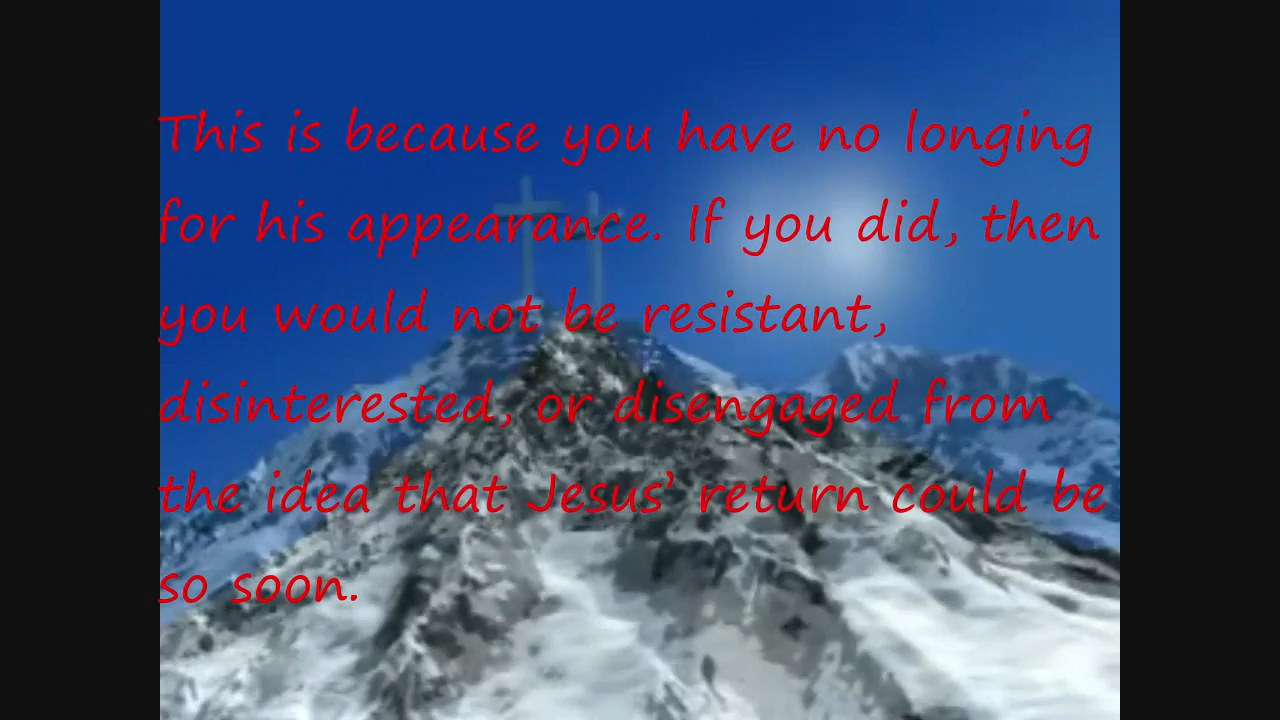 This is because you have no longing
for his appearance. If you did, then
you would not be resistant,
disinterested, or disengaged from
the idea that Jesus’ return could be
so soon.